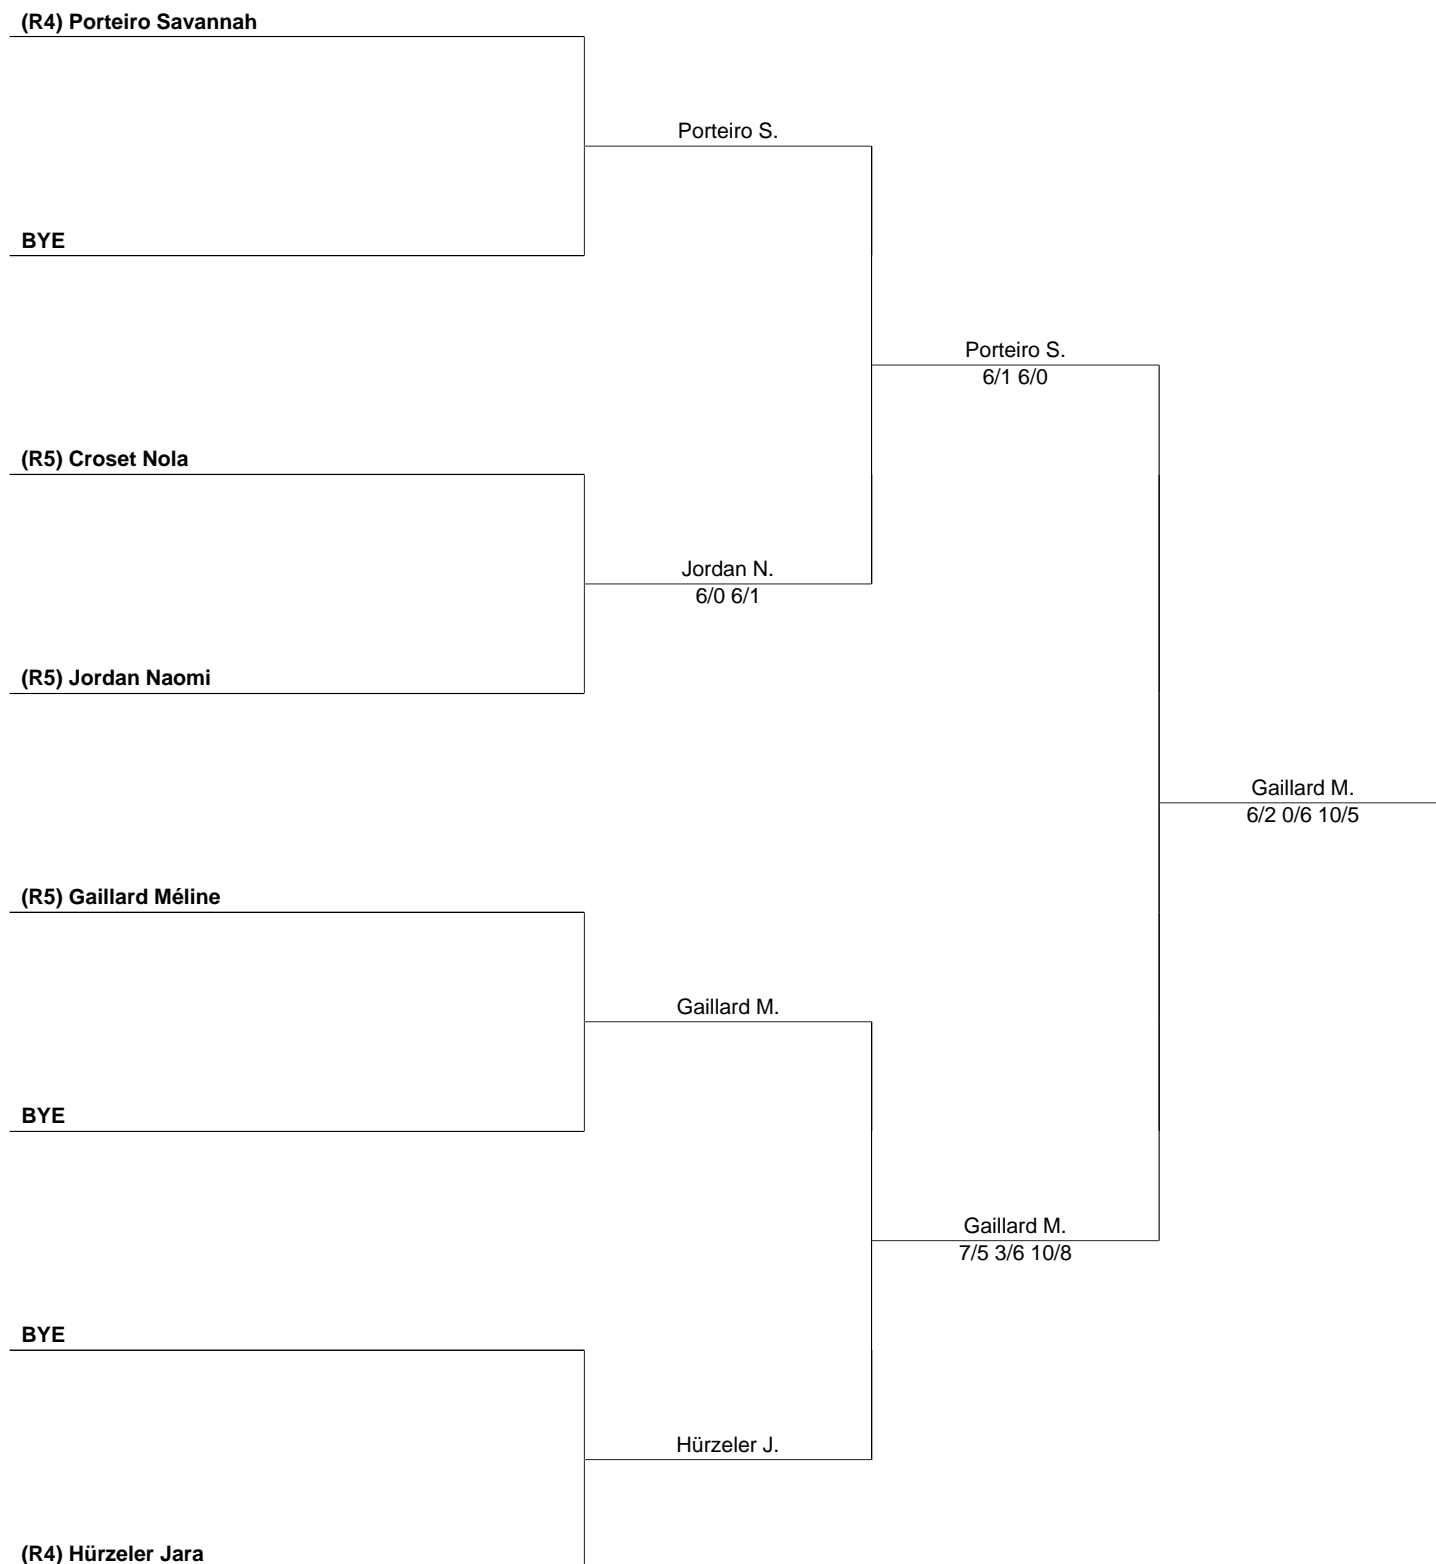 (R4) Porteiro Savannah
Porteiro S.
BYE
Porteiro S.
6/1 6/0
(R5) Croset Nola
Jordan N.
6/0 6/1
(R5) Jordan Naomi
Gaillard M.
6/2 0/6 10/5
(R5) Gaillard Méline
Gaillard M.
BYE
Gaillard M.
7/5 3/6 10/8
BYE
Hürzeler J.
(R4) Hürzeler Jara